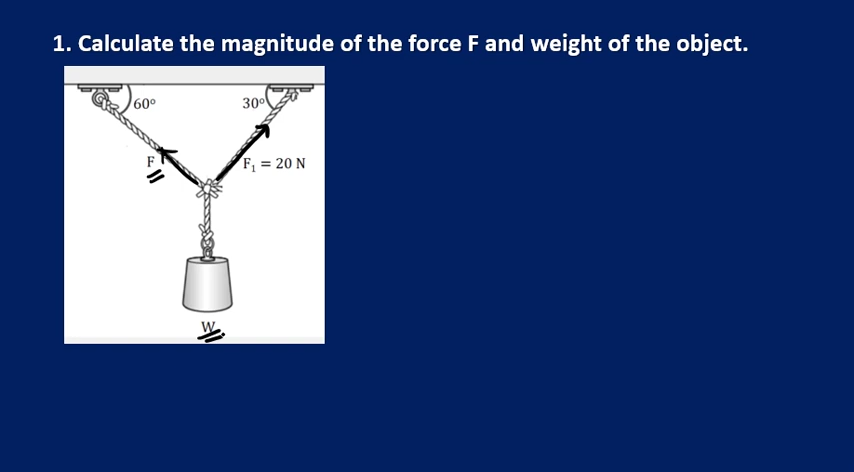 1. Calculate the magnitude of the force F and weight of the object.
60° 30°
F F₁ = 20 N
W